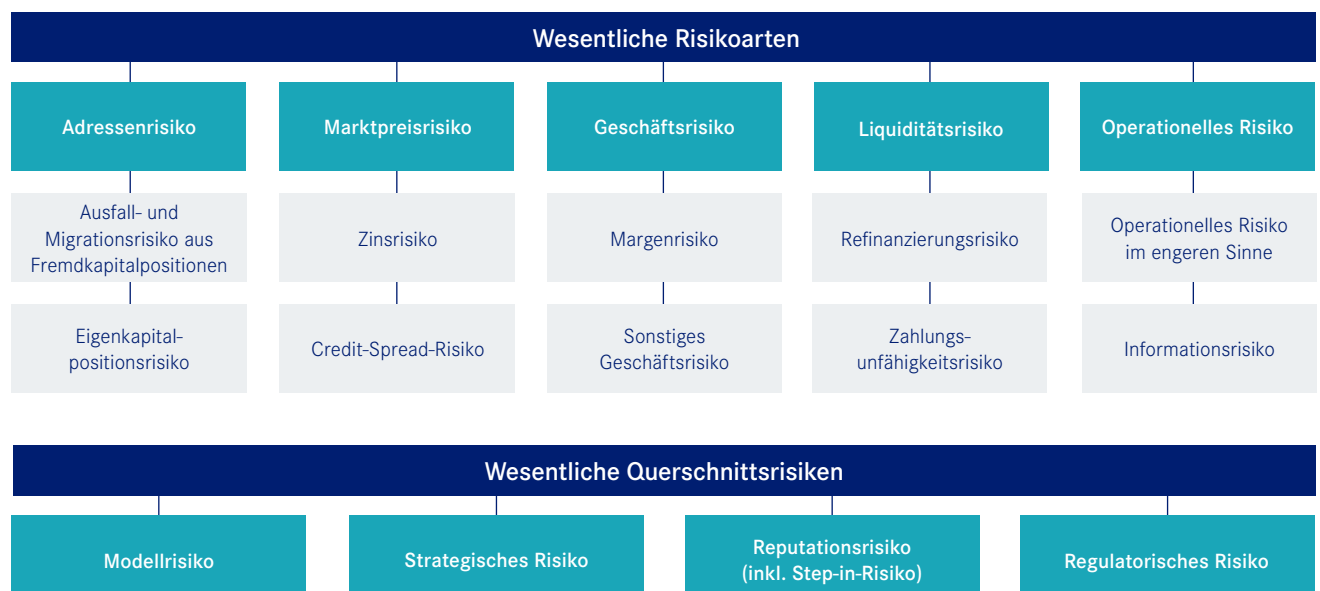 Wesentliche Risikoarten
Adressenrisiko
Marktpreisrisiko
Geschäftsrisiko
Liquiditätsrisiko
Operationelles Risiko
Ausfall- und
Migrationsrisiko aus
Fremdkapitalpositionen
Zinsrisiko
Margenrisiko
Refinanzierungsrisiko
Operationelles Risiko
im engeren Sinne
Eigenkapital-
positionsrisiko
Credit-Spread-Risiko
Sonstiges
Geschäftsrisiko
Zahlungs-
unfähigkeitsrisiko
Informationsrisiko
Wesentliche Querschnittsrisiken
Modellrisiko
Strategisches Risiko
Reputationsrisiko
(inkl. Step-in-Risiko)
Regulatorisches Risiko